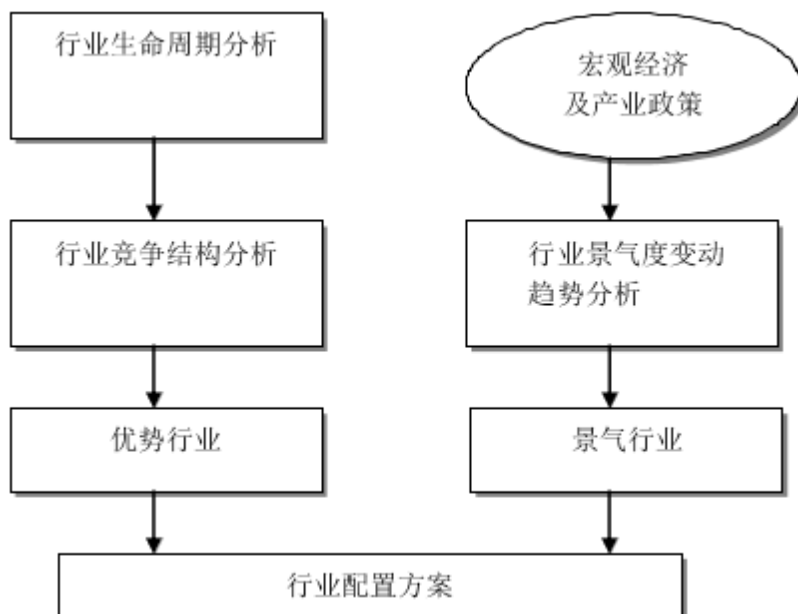 行业生命周期分析
宏观经济
及产业政策
行业竞争结构分析
行业景气度变动
趋势分析
优势行业
景气行业
行业配置方案